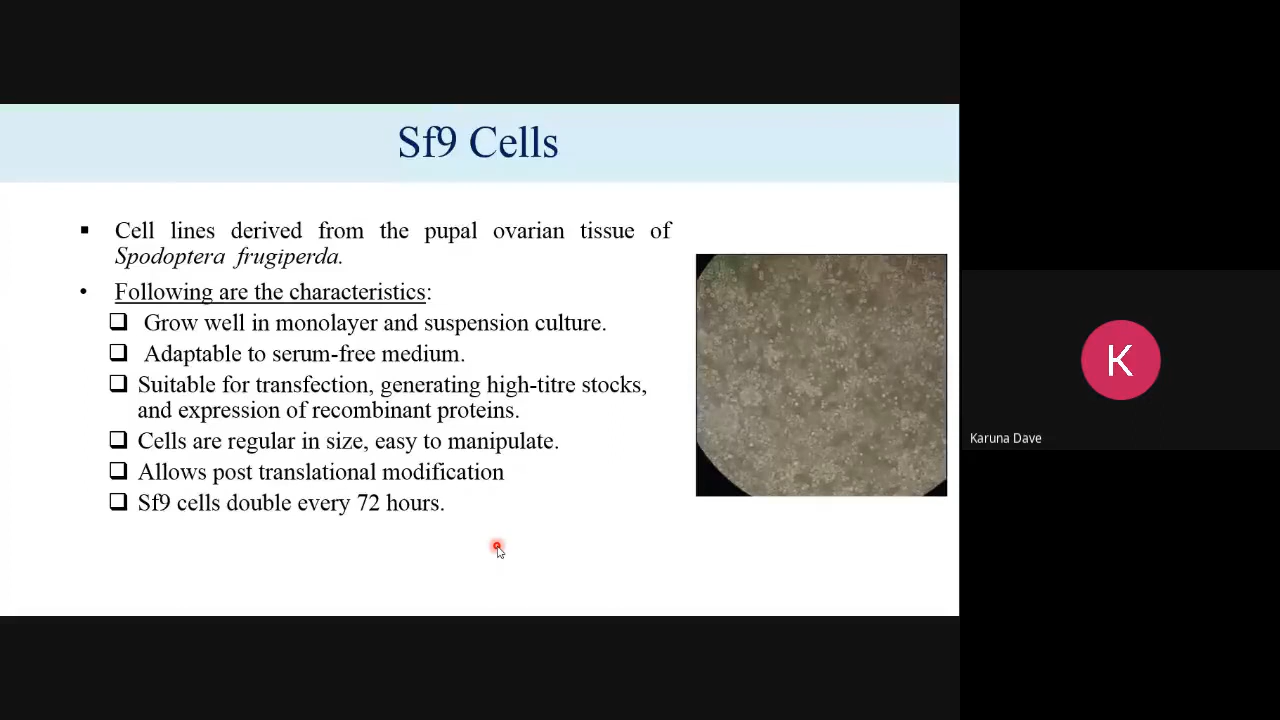 Sf9 Cells
Cell lines derived from the pupal ovarian tissue of
Spodoptera frugiperda.
Following are the characteristics:
Grow well in monolayer and suspension culture.
Adaptable to serum-free medium.
Suitable for transfection, generating high-titre stocks,
and expression of recombinant proteins.
Cells are regular in size, easy to manipulate.
Allows post translational modification
Sf9 cells double every 72 hours.
K
Karuna Dave